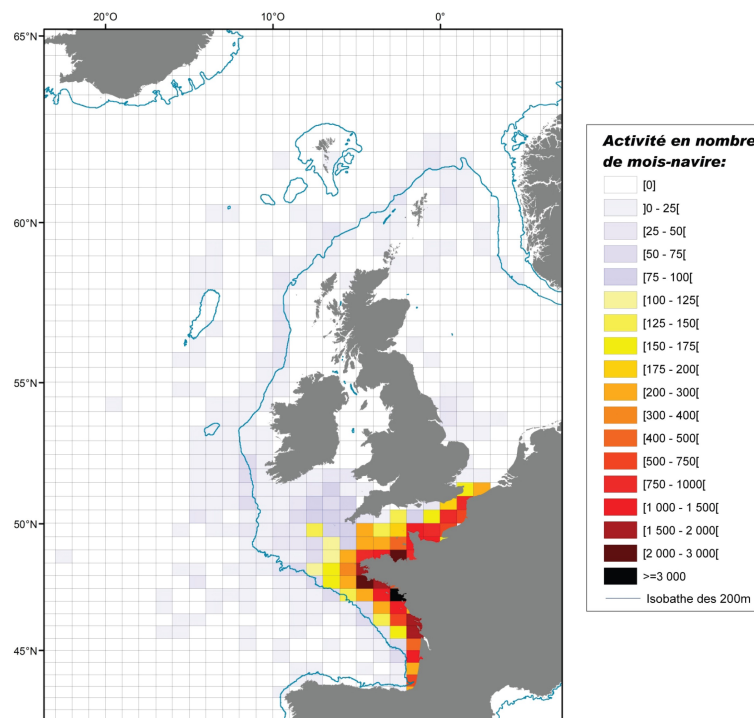 20°W
10°W
0°
65°N
60°N
55°N
50°N
45°N
Activité en nombre
de mois-navire:
[0]
]0 - 25[
[25 - 50[
[50 - 75[
[75 - 100[
[100 - 125[
[125 - 150[
[150 - 175[
[175 - 200[
[200 - 300[
[300 - 400[
[400 - 500[
[500 - 750[
[750 - 1000[
[1 000 - 1 500[
[1 500 - 2 000[
[2 000 - 3 000[
>=3 000
Isobathe des 200m